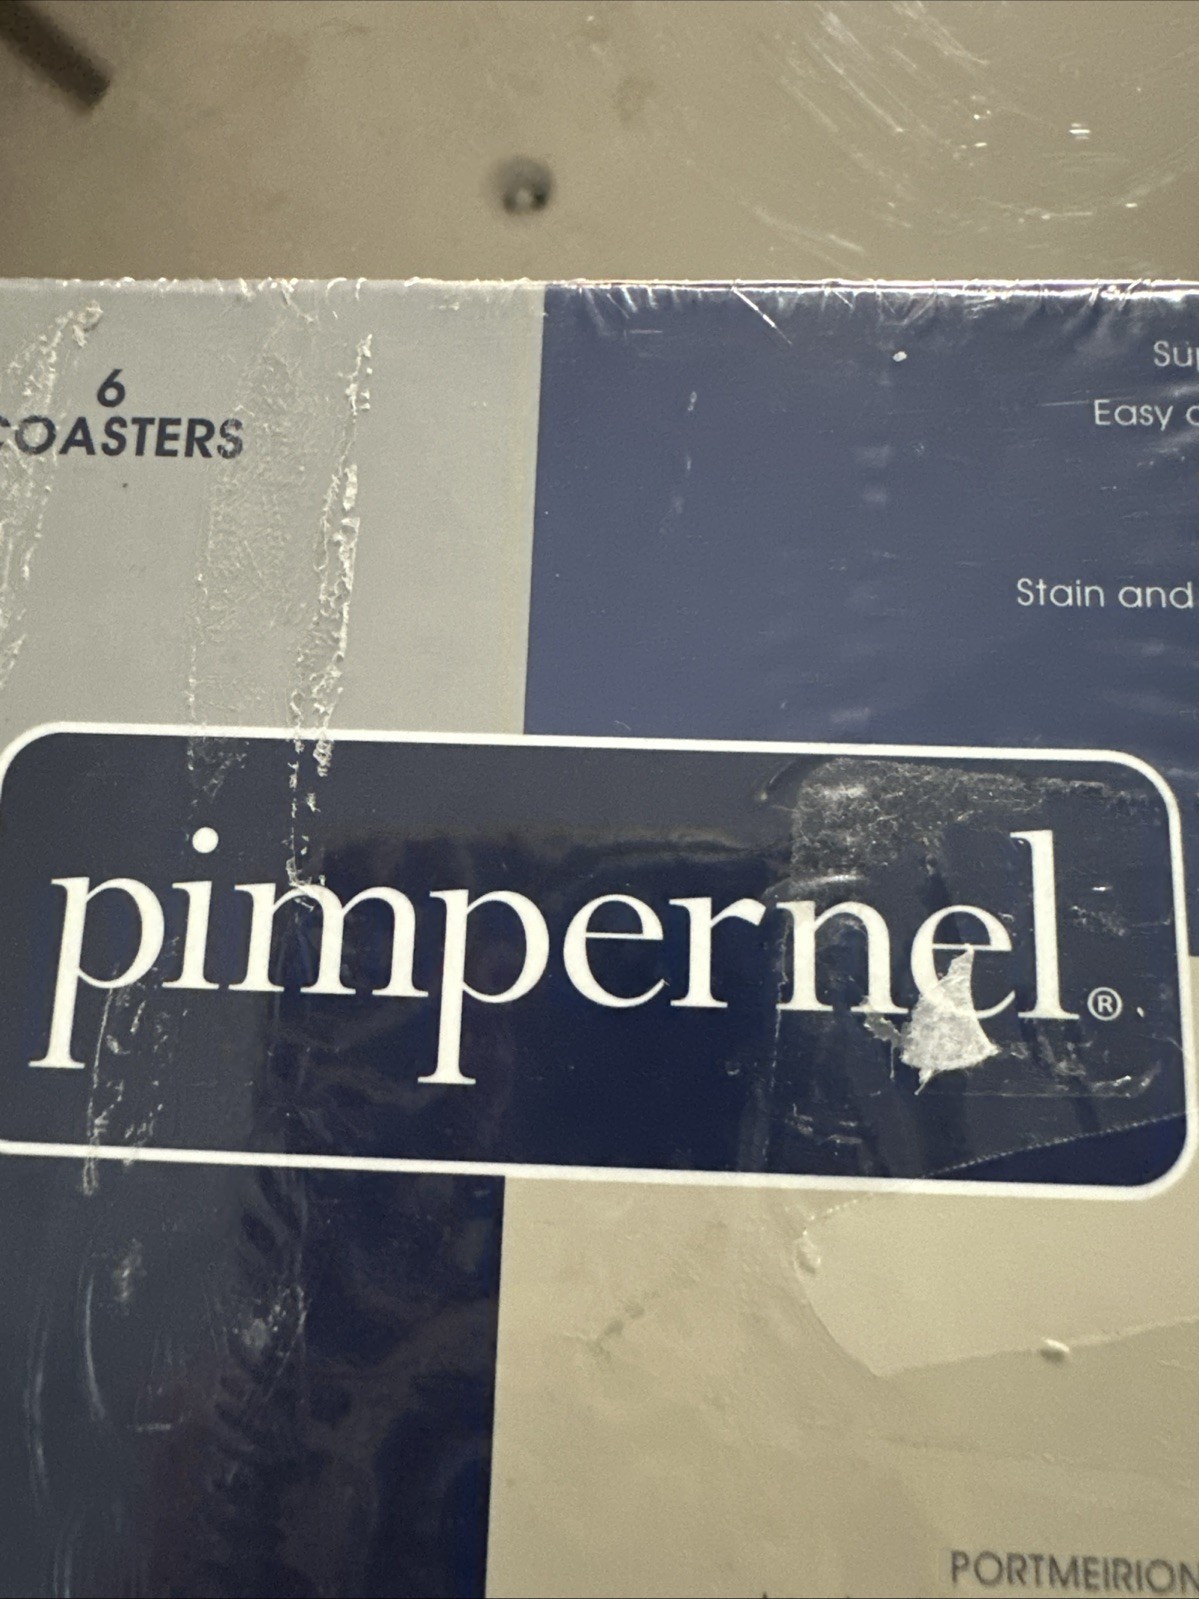 6
COASTERS
Easy
Stain and
pimpernel®
PORTMEIRION